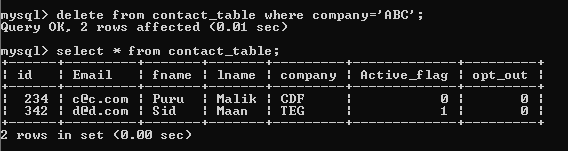 mysql> delete from contact_table where company='ABC';
Query OK, 2 rows affected (0.01 sec)
mysql> select * from contact_table;
+-----+---------+-------+-------+---------+-------------+---------+
| id | Email | fname | lname | company | Active_flag | opt_out |
+-----+---------+-------+-------+---------+-------------+---------+
| 234 | c@c.com | Puru | Malik | CDF | 0 | 0 |
| 342 | d@d.com | Sid | Maan | TEG | 1 | 0 |
+-----+---------+-------+-------+---------+-------------+---------+
2 rows in set (0.00 sec)